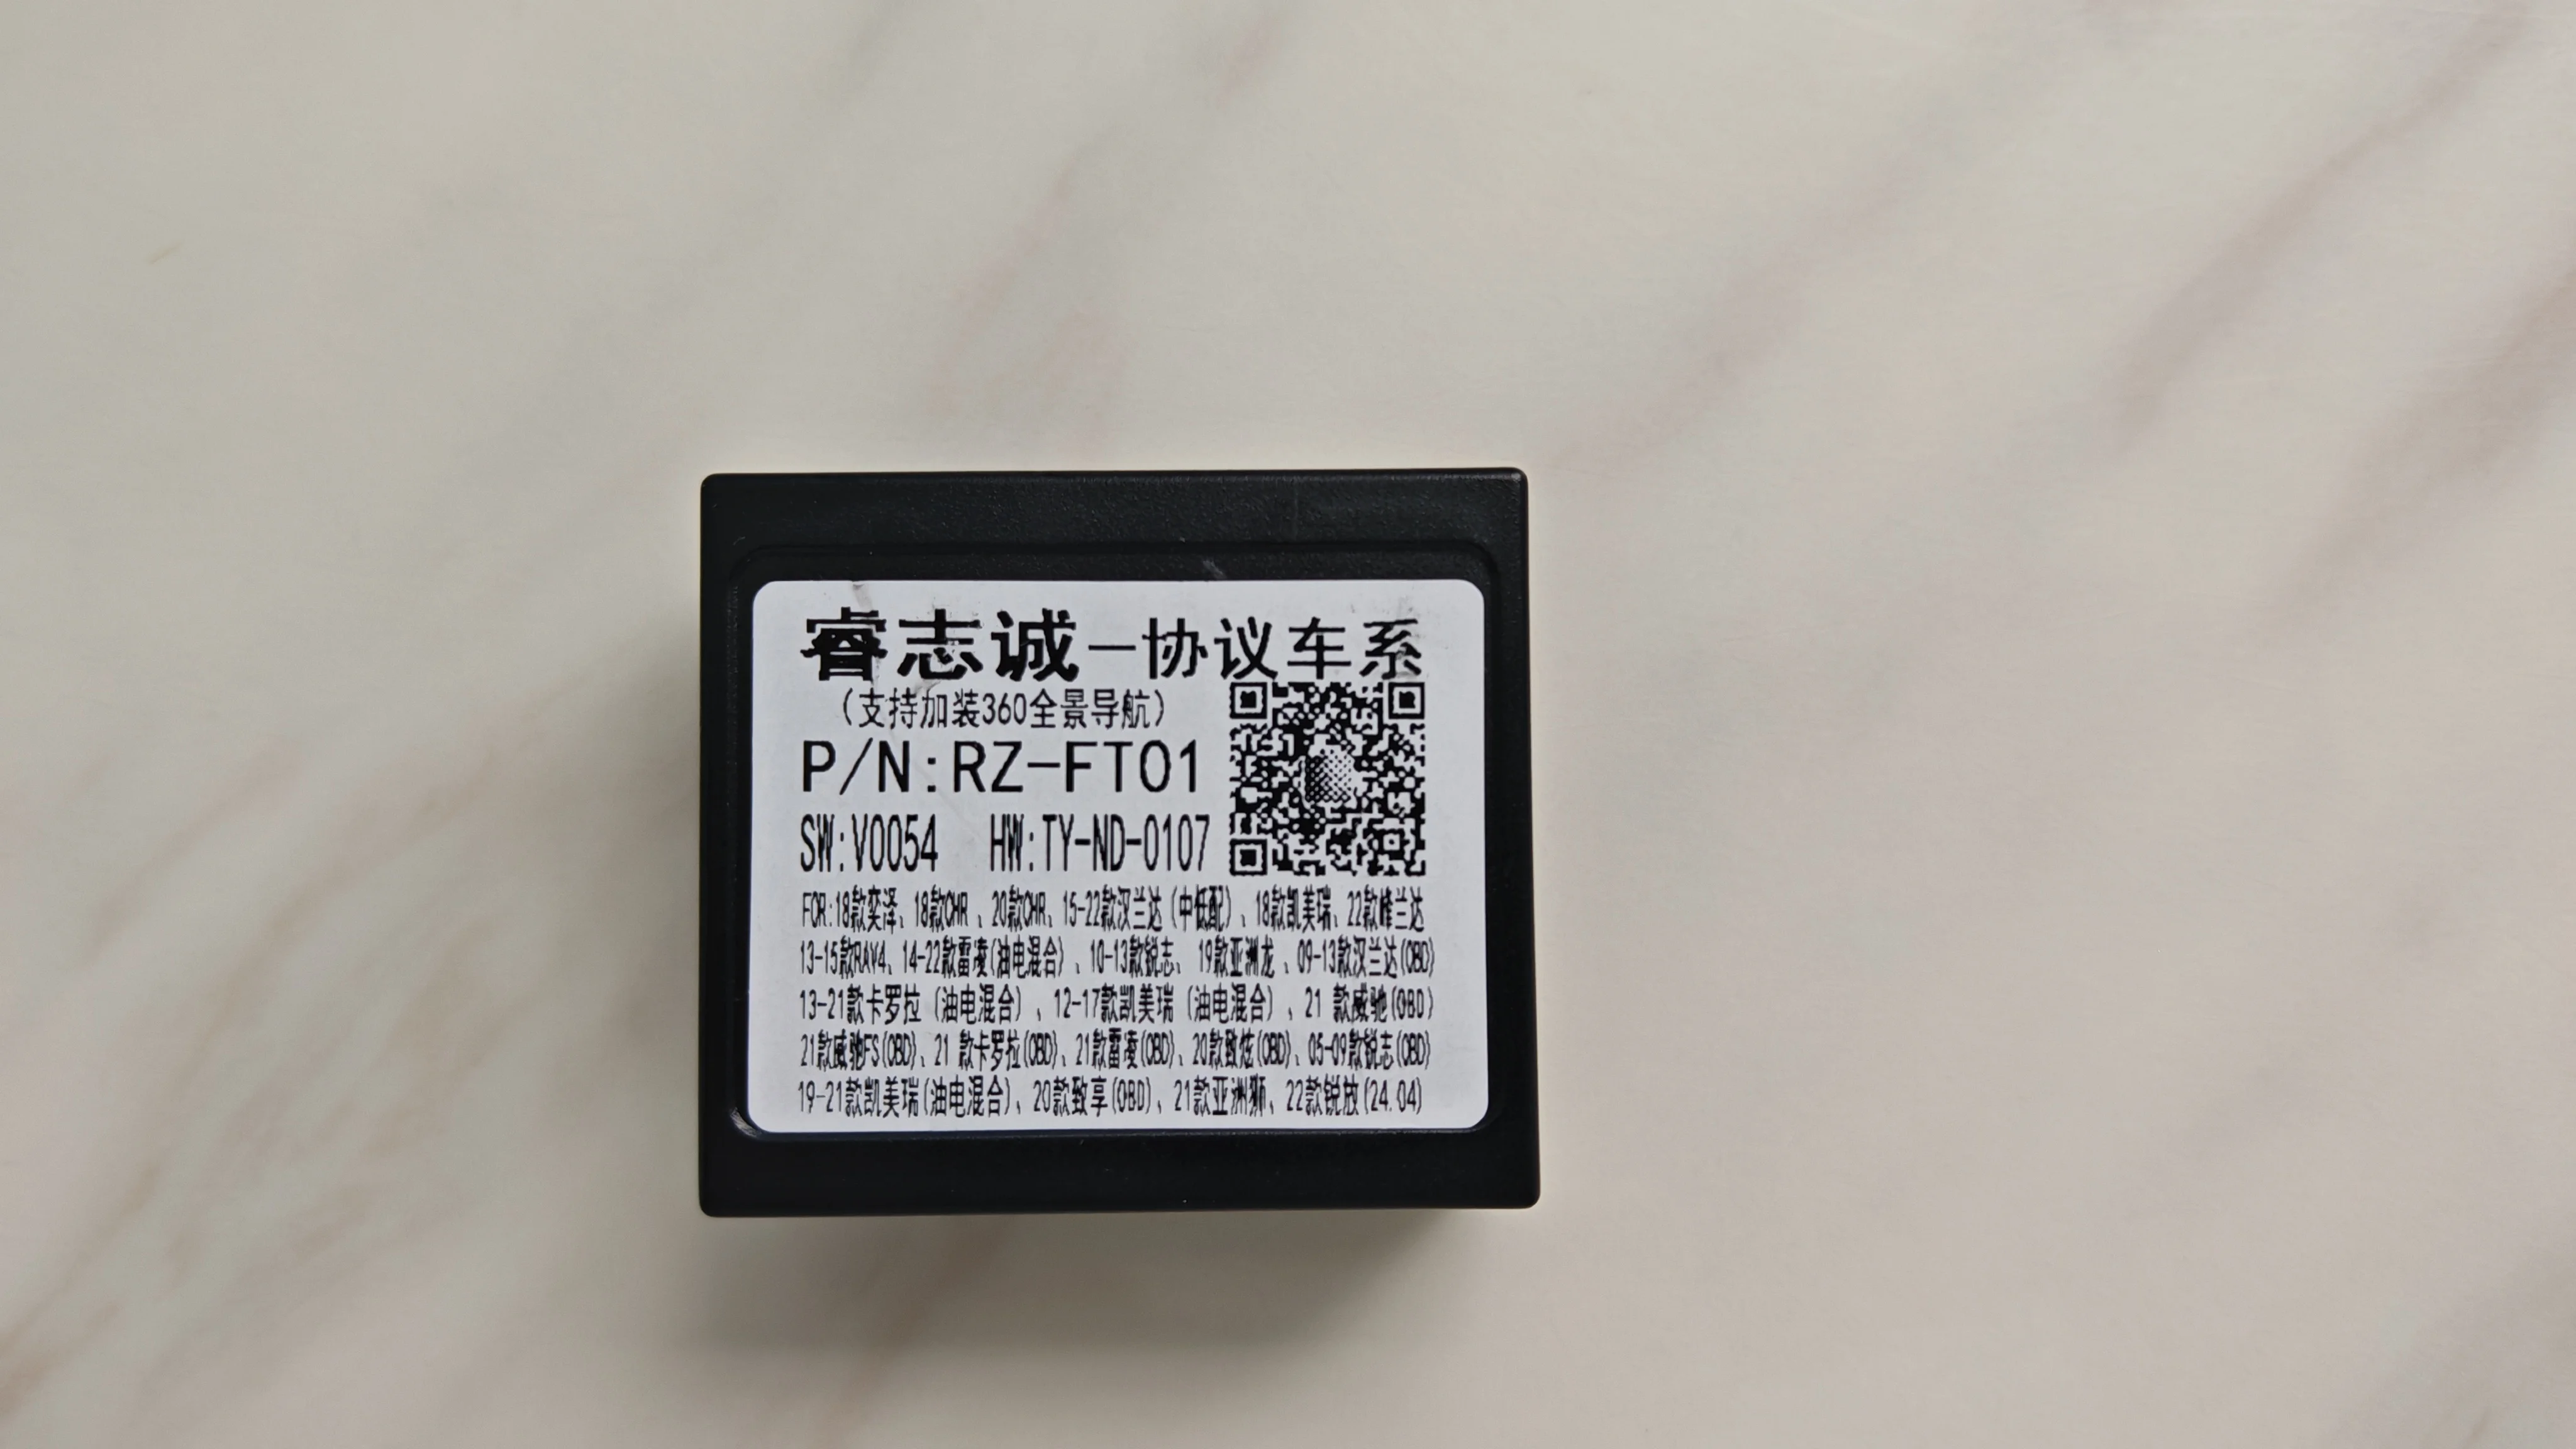 睿志诚-协议车系
(支持加装360全景导航)
P/N:RZ-FT01
SW:V0054 HW:TY-ND-0107
FOR:18款奕泽、18款CHR、20款CHR、15-22款汉兰达(中低配)、18款凯美瑞、22款峰兰达
13-15款RAV4、14-22款雷凌(油电混合)、10-13款锐志、19款亚洲龙、09-13款汉兰达(OBD)
13-21款卡罗拉(油电混合)、12-17款凯美瑞(油电混合)、21款威驰(OBD)
21款威驰FS(OBD)、21款卡罗拉(OBD)、21款雷凌(OBD)、20款致炫(OBD)、05-09款锐志(OBD)
19-21款凯美瑞(油电混合)、20款致享(OBD)、21款亚洲狮、22款锐放(24.04)